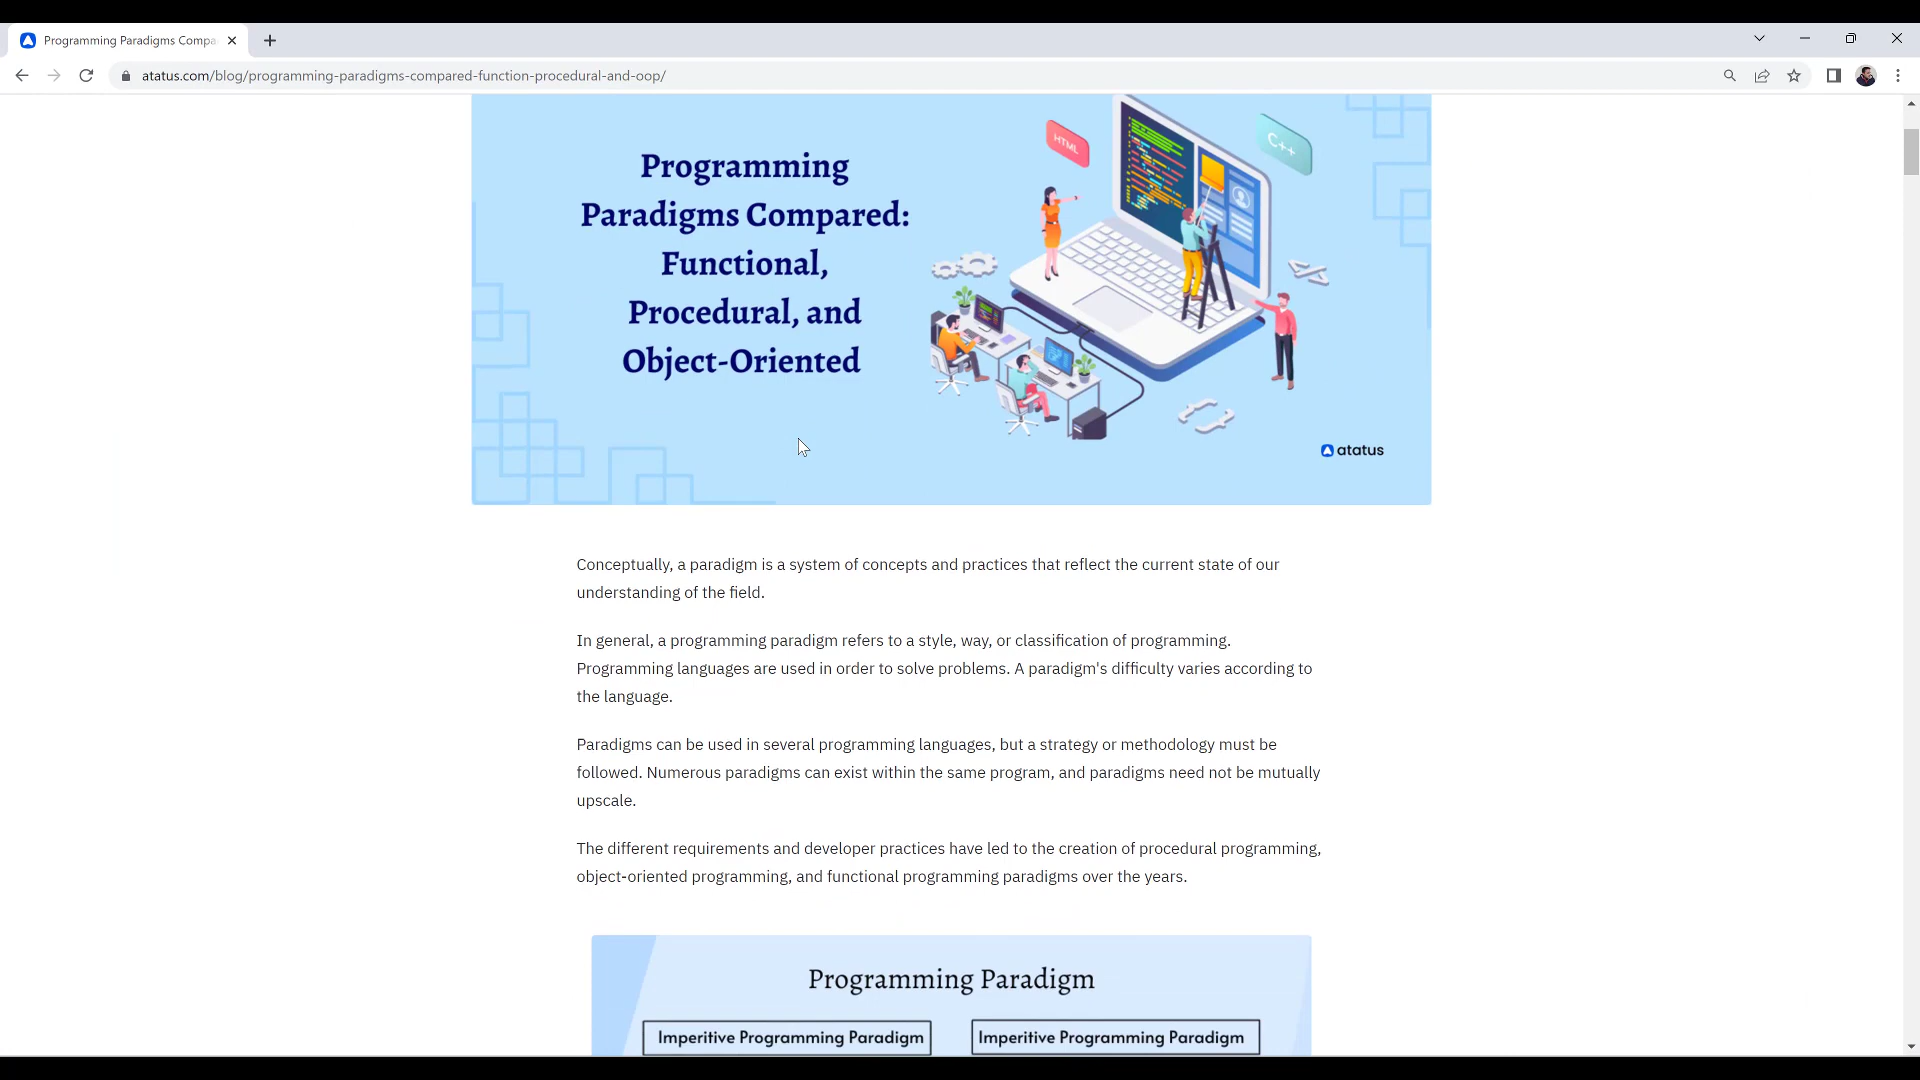 Programming Paradigms Compa
atatus.com/blog/programming-paradigms-compared-function-procedural-and-oop/
Programming
Paradigms Compared:
Functional,
Procedural, and
Object-Oriented
HTML
C++
atatus
Conceptually, a paradigm is a system of concepts and practices that reflect the current state of our
understanding of the field.
In general, a programming paradigm refers to a style, way, or classification of programming.
Programming languages are used in order to solve problems. A paradigm's difficulty varies according to
the language.
Paradigms can be used in several programming languages, but a strategy or methodology must be
followed. Numerous paradigms can exist within the same program, and paradigms need not be mutually
upscale.
The different requirements and developer practices have led to the creation of procedural programming,
object-oriented programming, and functional programming paradigms over the years.
Programming Paradigm
Imperitive Programming Paradigm
Imperitive Programming Paradigm